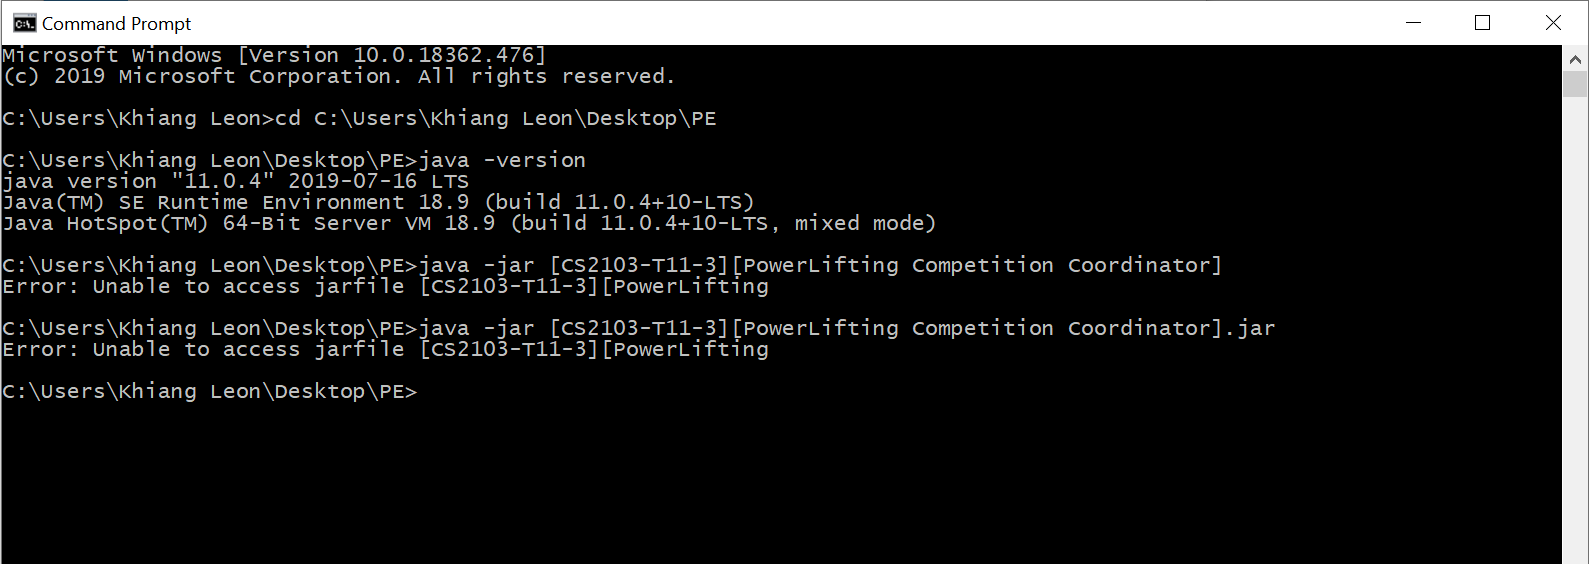 Command Prompt
Microsoft Windows [Version 10.0.18362.476]
(c) 2019 Microsoft Corporation. All rights reserved.
C:\Users\Khiang Leon>cd C:\Users\Khiang Leon\Desktop\PE
C:\Users\Khiang Leon\Desktop\PE>java -version
java version "11.0.4" 2019-07-16 LTS
Java(TM) SE Runtime Environment 18.9 (build 11.0.4+10-LTS)
Java HotSpot(TM) 64-Bit Server VM 18.9 (build 11.0.4+10-LTS, mixed mode)
C:\Users\Khiang Leon\Desktop\PE>java -jar [CS2103-T11-3][PowerLifting Competition Coordinator]
Error: Unable to access jarfile [CS2103-T11-3][PowerLifting
C:\Users\Khiang Leon\Desktop\PE>java -jar [CS2103-T11-3][PowerLifting Competition Coordinator].jar
Error: Unable to access jarfile [CS2103-T11-3][PowerLifting
C:\Users\Khiang Leon\Desktop\PE>